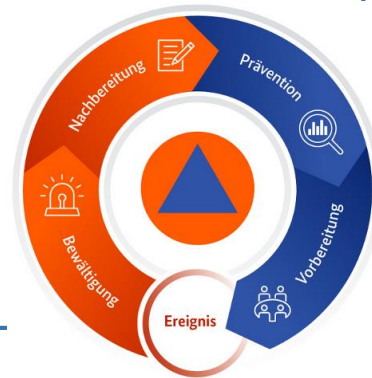 Prävention
Vorbereitung
Ereignis
Bewältigung
Nachbereitung